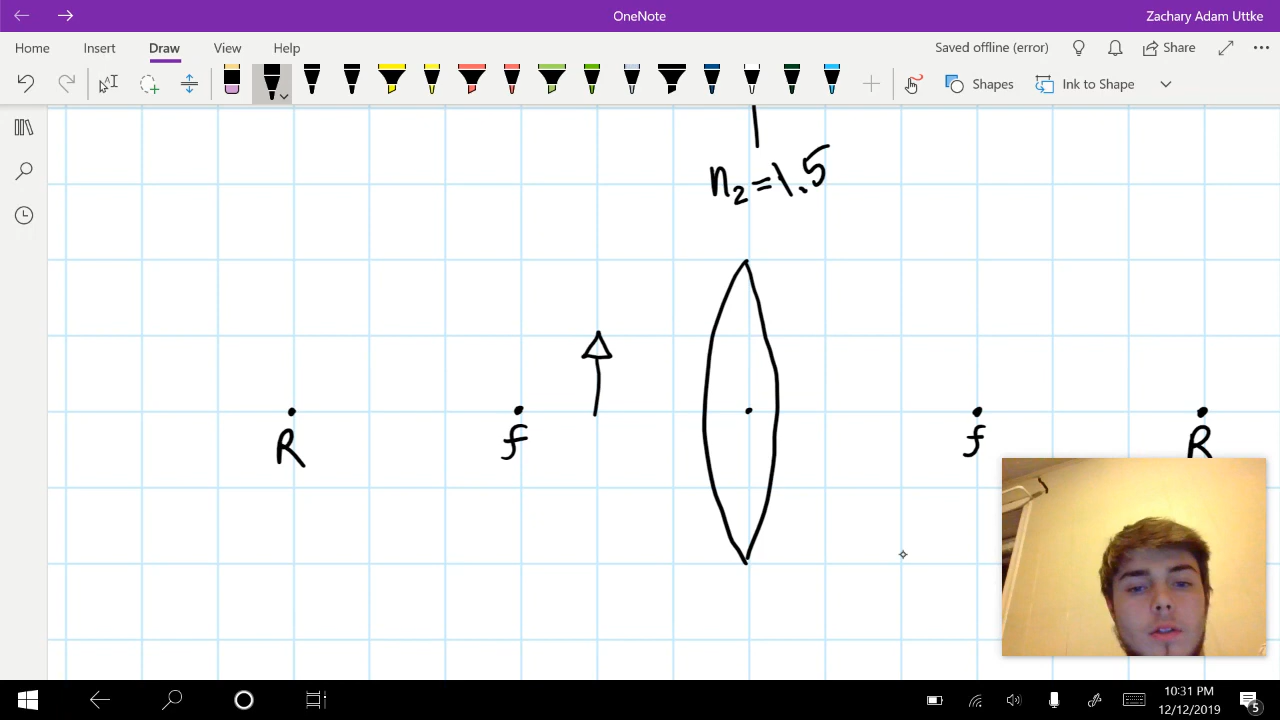 OneNote
Zachary Adam Uttke
Home Insert Draw View Help
Saved offline (error)
Share
Shapes
Ink to Shape
n2=1.5
R
f
f
R
10:31 PM
12/12/2019
5